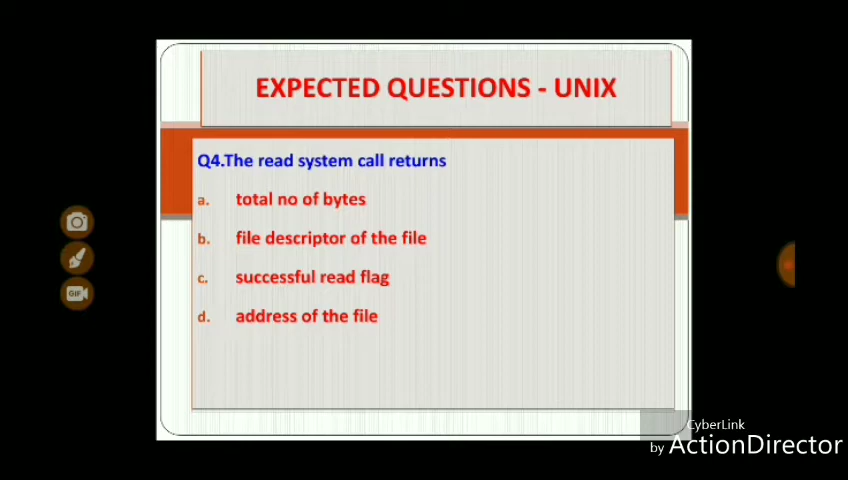 EXPECTED QUESTIONS - UNIX
Q4.The read system call returns
a. total no of bytes
b. file descriptor of the file
c. successful read flag
d. address of the file
GIF
CyberLink
by ActionDirector